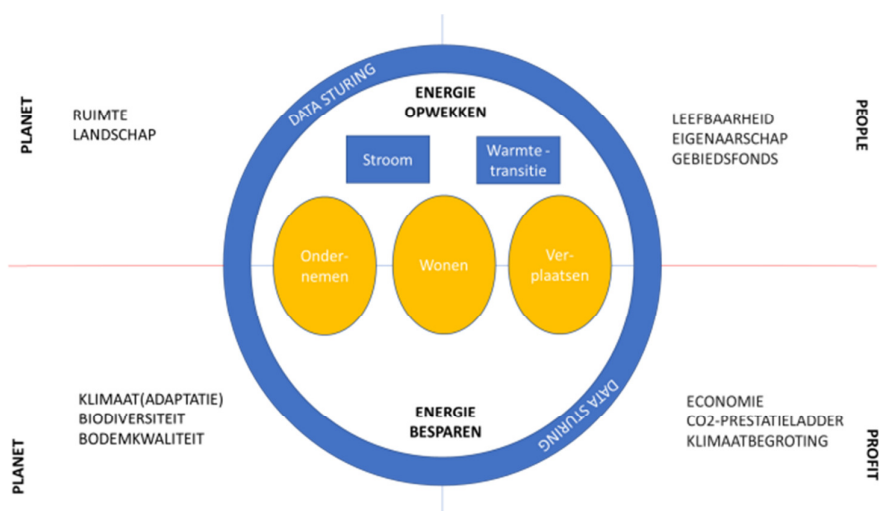 PLANET
RUIMTE
LANDSCHAP
DATA STURING
ENERGIE
OPWEKKEN
Stroom
Warmte-
transitie
LEEFBAARHEID
EIGENAARSCHAP
GEBIEDSFONDS
PEOPLE
Onder-
nemen
Wonen
Ver-
plaatsen
PLANET
KLIMAAT(ADAPTATIE)
BIODIVERSITEIT
BODEMKWALITEIT
ENERGIE
BESPAREN
DATA STURING
ECONOMIE
CO2-PRESTATIELADDER
KLIMAATBEGROTING
PROFIT